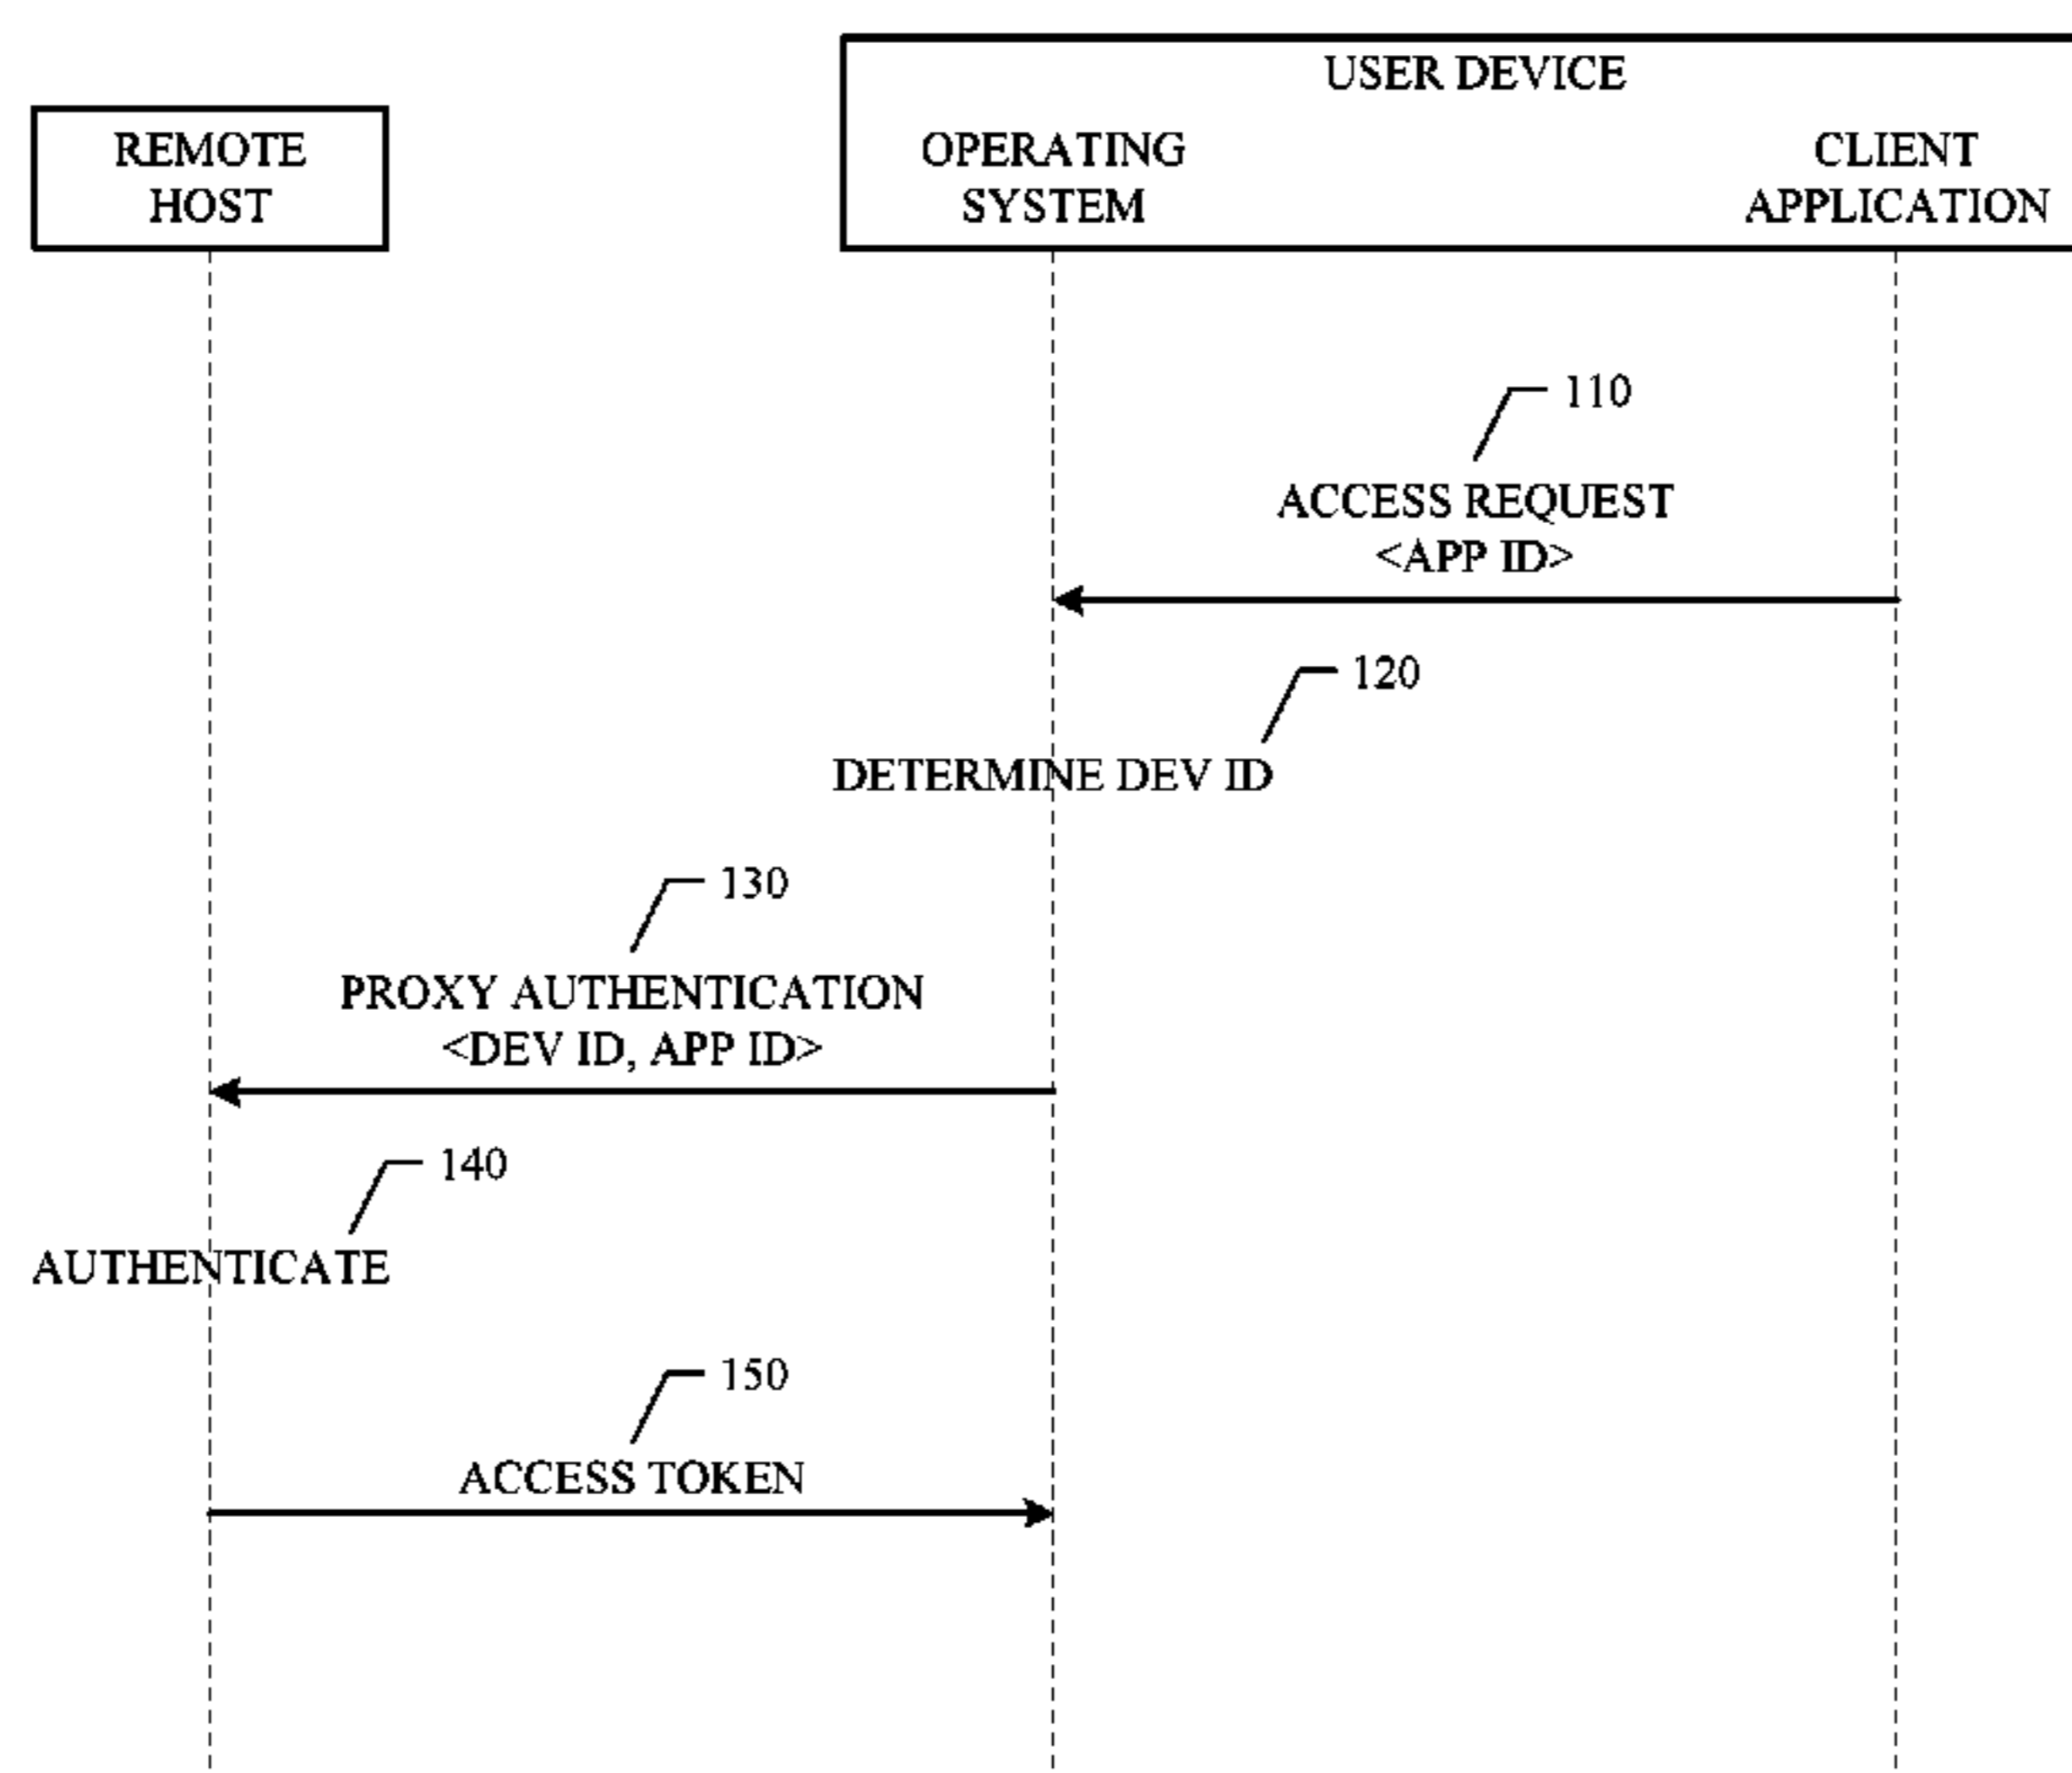 USER DEVICE
REMOTE
HOST
OPERATING
SYSTEM
CLIENT
APPLICATION
110
ACCESS REQUEST
<APP ID>
120
DETERMINE DEV ID
130
PROXY AUTHENTICATION
<DEV ID, APP ID>
140
AUTHENTICATE
150
ACCESS TOKEN